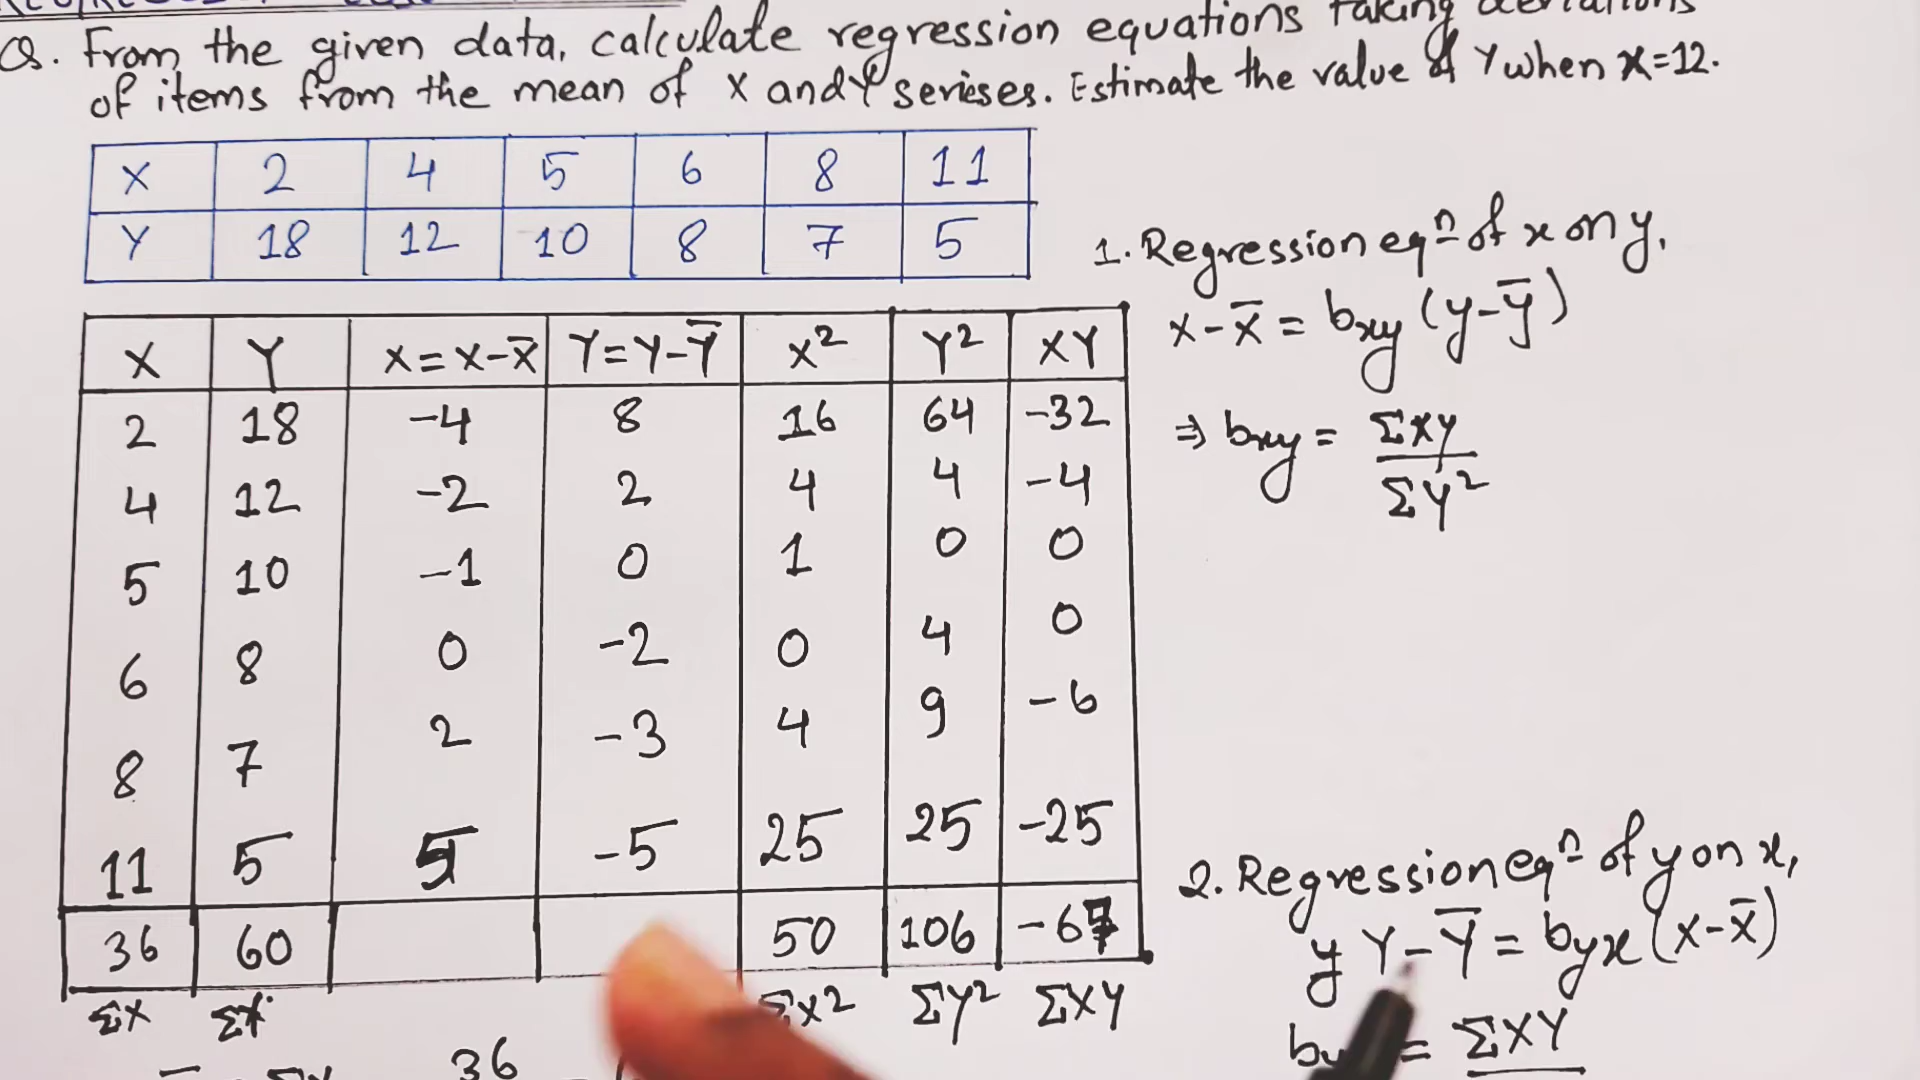 Q. From the given data, calculate regression equations taking deviations
of items from the mean of X and Y serieses. Estimate the value of Y when x=12.
X 2 4 5 6 8 11
Y 18 12 10 8 7 5
X Y x=x-x̅ Y=Y-Y̅ x² Y² XY
2 18 -4 8 16 64 -32
4 12 -2 2 4 4 -4
5 10 -1 0 1 0 0
6 8 0 -2 0 4 0
8 7 2 -3 4 9 -6
11 5 5 -5 25 25 -25
36 60 50 106 -67
ΣX Σx² ΣY² ΣXY
36
1. Regression eqⁿ of x on y,
x-x̅ = bxy (y-y̅)
⇒ bxy = ΣXY
ΣY²
2. Regression eqⁿ of y on x,
y Y-Y̅ = byx (x-x̅)
= ΣXY